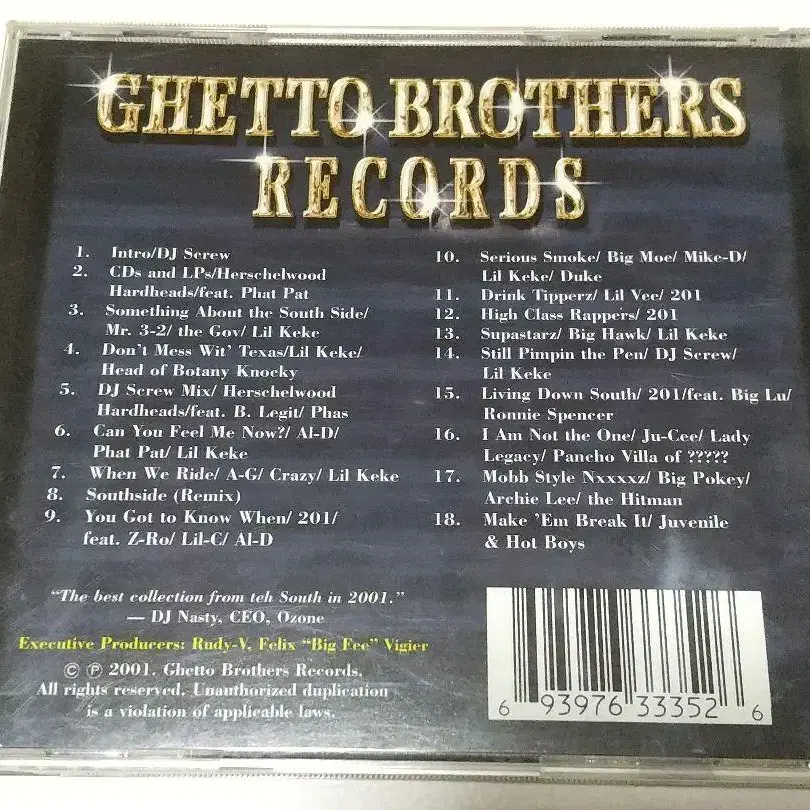 GHETTO BROTHERS
RECORDS
1. Intro/DJ Screw
2. CDs and LPs/Herschelwood
Hardheads/feat. Phat Pat
3. Something About the South Side/
Mr. 3-2/ the Gov/ Lil Keke
4. Don't Mess Wit' Texas/Lil Keke/
Head of Botany Knocky
5. DJ Screw Mix/ Herschelwood
Hardheads/feat. B. Legit/ Phas
6. Can You Feel Me Now?/ Al-D/
Phat Pat/ Lil Keke
7. When We Ride/ A-G/ Crazy/ Lil Keke
8. Southside (Remix)
9. You Got to Know When/ 201/
feat. Z-Ro/ Lil-C/ Al-D
10. Serious Smoke/ Big Moe/ Mike-D/
Lil Keke/ Duke
11. Drink Tipperz/ Lil Vee/ 201
12. High Class Rappers/ 201
13. Supastarz/ Big Hawk/ Lil Keke
14. Still Pimpin the Pen/ DJ Screw/
Lil Keke
15. Living Down South/ 201/feat. Big Lu/
Ronnie Spencer
16. I Am Not the One/ Ju-Cee/ Lady
Legacy/ Pancho Villa of ?????
17. Mobb Style Nxxxxz/ Big Pokey/
Archie Lee/ the Hitman
18. Make 'Em Break It/ Juvenile
& Hot Boys
"The best collection from teh South in 2001."
— DJ Nasty, CEO, Ozone
Executive Producers: Rudy-V, Felix "Big Fee" Vigier
© ℗ 2001. Ghetto Brothers Records.
All rights reserved. Unauthorized duplication
is a violation of applicable laws.
6 93976 33352 6